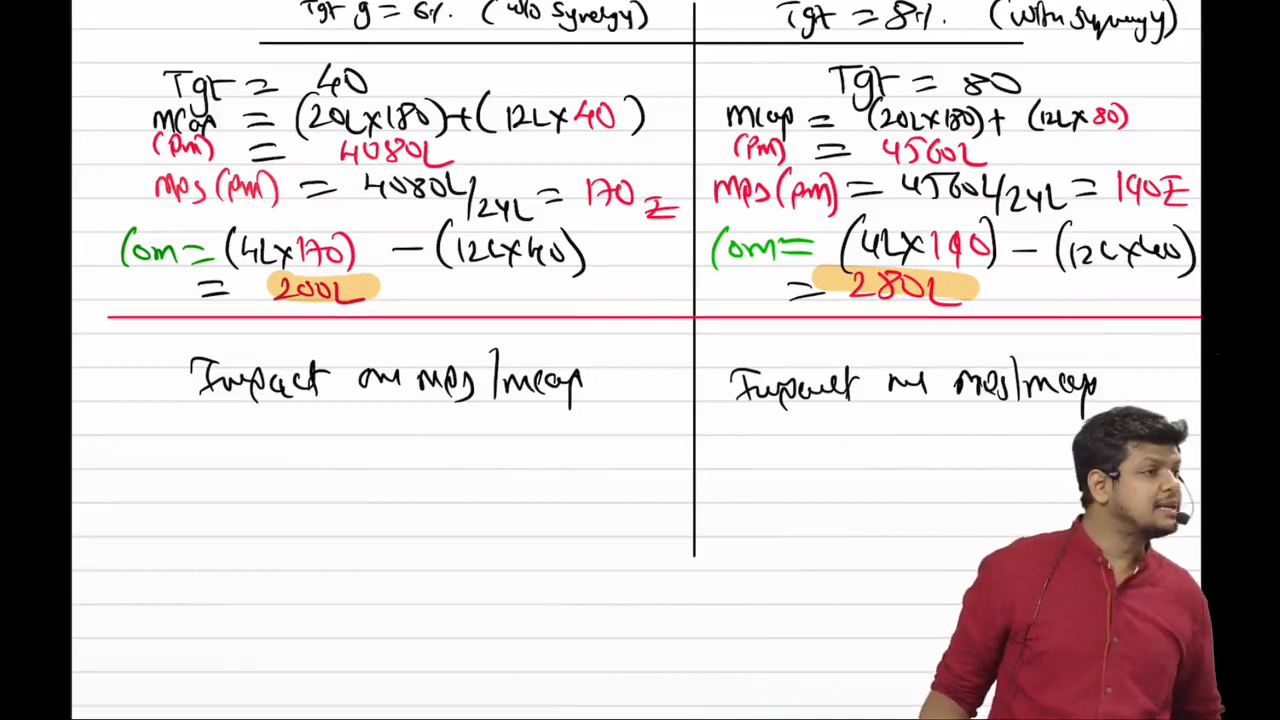 Tgt g = 6%. (w/o Synergy)
Tgt = 40
mcap = (20L×180)+(12L×40)
(PM) = 4080L
MPS (PM) = 4080L/24L = 170
Com = (4L×170) – (12L×40)
= 200L
Impact on MPS/mcap
Tgt = 8%. (with Synergy)
Tgt = 80
mcap = (20L×180)+ (12L×80)
(PM) = 4560L
MPS (PM) = 4560L/24L = 190
Com = (4L×190) – (12L×40)
= 280L
Impact on MPS/mcap